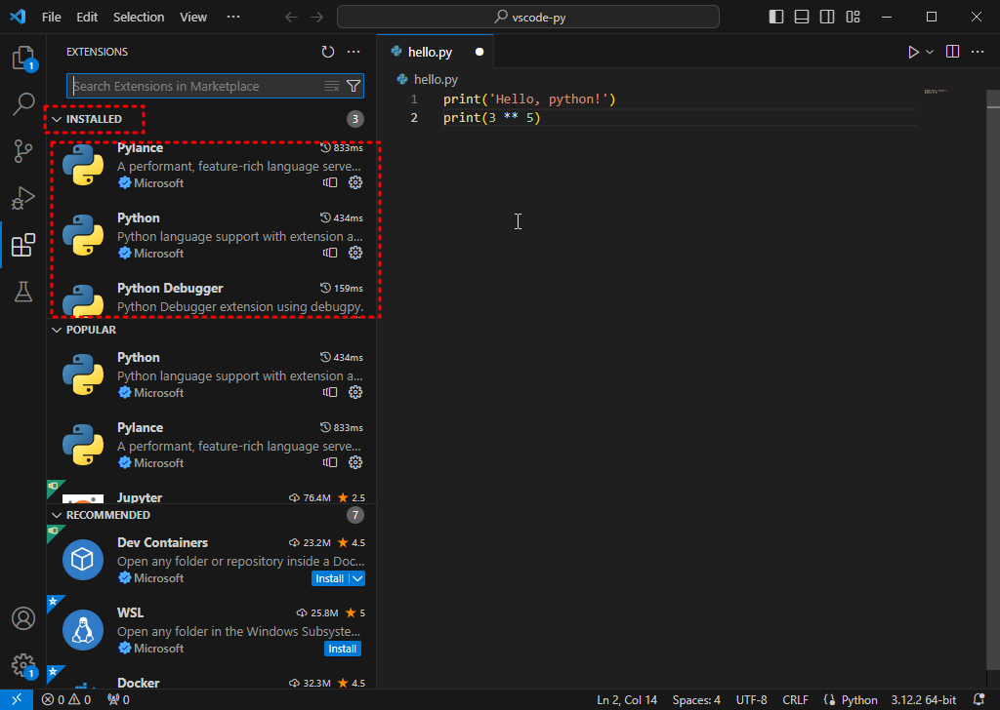 File Edit Selection View ··· vscode-py
EXTENSIONS
Search Extensions in Marketplace
INSTALLED 3
Pylance 833ms
A performant, feature-rich language serve...
Microsoft
Python 434ms
Python language support with extension a...
Microsoft
Python Debugger 159ms
Python Debugger extension using debugpy.
POPULAR
Python 434ms
Python language support with extension a...
Microsoft
Pylance 833ms
A performant, feature-rich language serve...
Microsoft
Jupyter 76.4M 2.5
RECOMMENDED 7
Dev Containers 23.2M 4.5
Open any folder or repository inside a Doc...
Microsoft Install
WSL 25.8M 5
Open any folder in the Windows Subsyste...
Microsoft Install
Docker 32.3M 4.5
1
1
hello.py
hello.py
1 print('Hello, python!')
2 print(3 ** 5)
0 0 0 Ln 2, Col 14 Spaces: 4 UTF-8 CRLF Python 3.12.2 64-bit